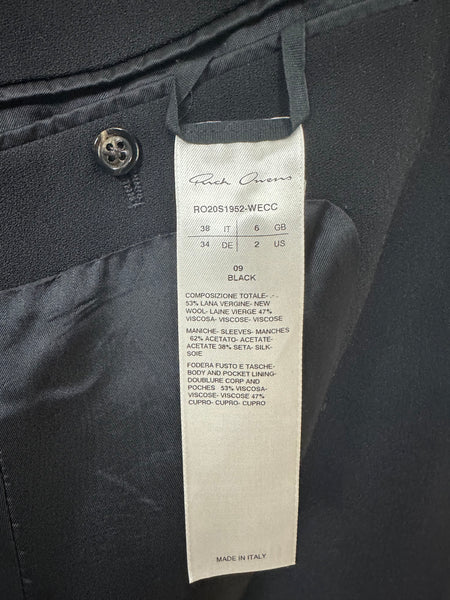 Rick Owens
RO20S1952-WECC
38 IT 6 GB
34 DE 2 US
09
BLACK
COMPOSIZIONE TOTALE-
53% LANA VERGINE- NEW
WOOL- LAINE VIERGE 47%
VISCOSA- VISCOSE- VISCOSE
MANICHE- SLEEVES- MANCHES
62% ACETATO- ACETATE-
ACETATE 38% SETA- SILK-
SOIE
FODERA FUSTO E TASCHE-
BODY AND POCKET LINING-
DOUBLURE CORP AND
POCHES 53% VISCOSA-
VISCOSE- VISCOSE 47%
CUPRO- CUPRO- CUPRO
MADE IN ITALY